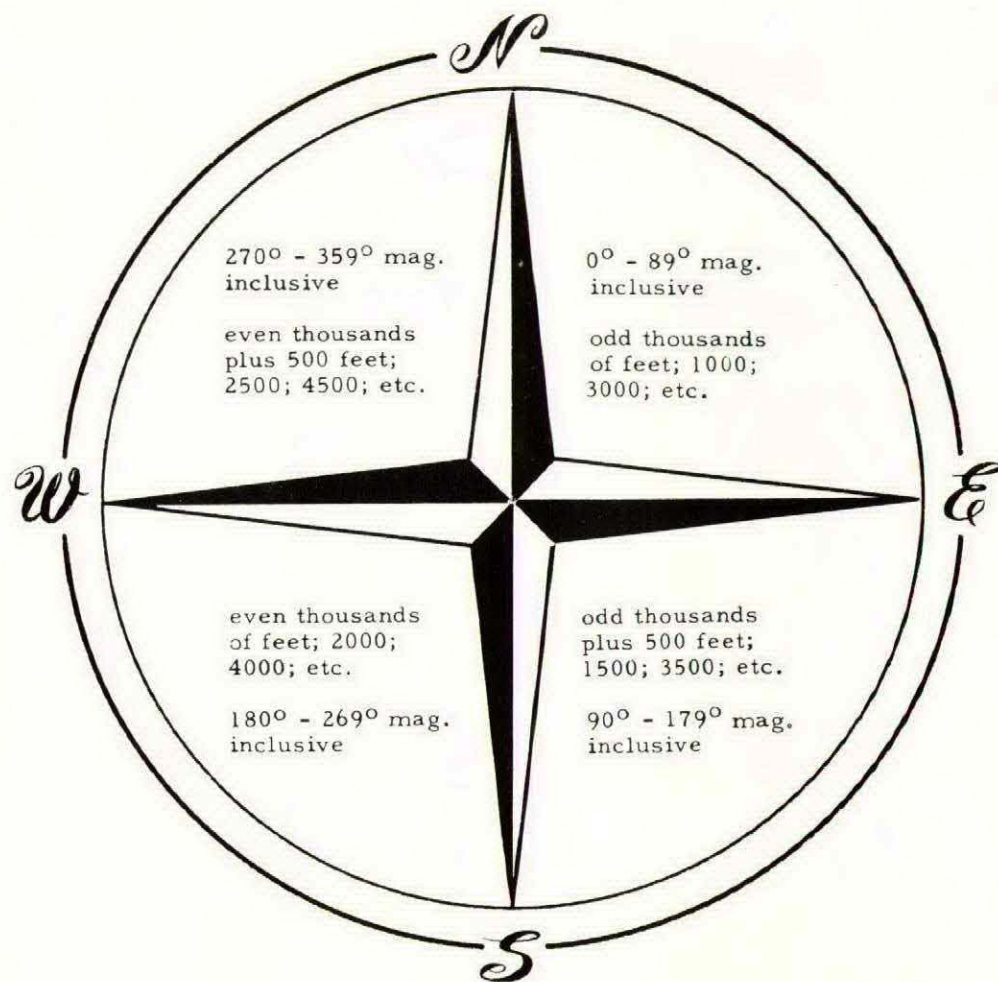 N
270° - 359° mag.
inclusive
even thousands
plus 500 feet;
2500; 4500; etc.
0° - 89° mag.
inclusive
odd thousands
of feet; 1000;
3000; etc.
W
E
even thousands
of feet; 2000;
4000; etc.
180° - 269° mag.
inclusive
odd thousands
plus 500 feet;
1500; 3500; etc.
90° - 179° mag.
inclusive
S